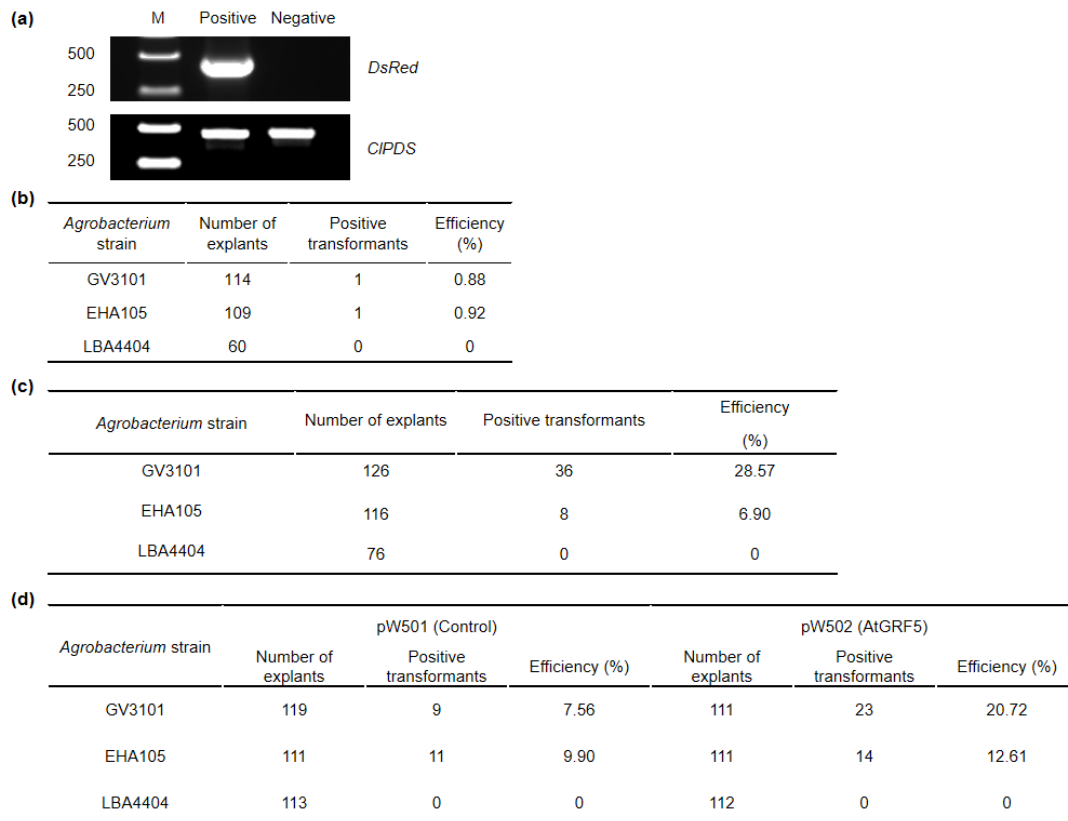 (a)
M Positive Negative
500
250
DsRed
500
250
ClPDS
(b)
Agrobacterium strain Number of explants Positive transformants Efficiency (%)
GV3101 114 1 0.88
EHA105 109 1 0.92
LBA4404 60 0 0
(c)
Agrobacterium strain Number of explants Positive transformants Efficiency (%)
GV3101 126 36 28.57
EHA105 116 8 6.90
LBA4404 76 0 0
(d)
Agrobacterium strain pW501 (Control) pW502 (AtGRF5)
Number of explants Positive transformants Efficiency (%) Number of explants Positive transformants Efficiency (%)
GV3101 119 9 7.56 111 23 20.72
EHA105 111 11 9.90 111 14 12.61
LBA4404 113 0 0 112 0 0